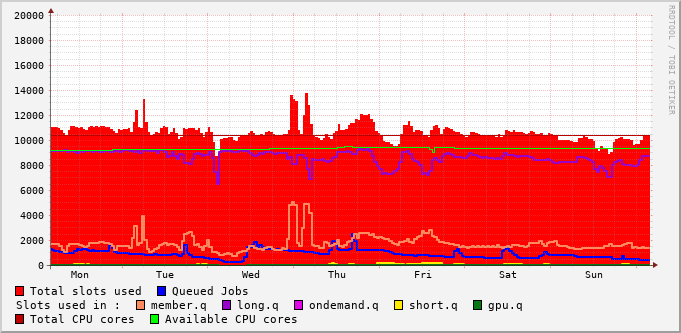 20000
18000
16000
14000
12000
10000
8000
6000
4000
2000
0
Mon Tue Wed Thu Fri Sat Sun
RRDTOOL / TOBI OETIKER
Total slots used Queued Jobs
Slots used in : member.q long.q ondemand.q short.q gpu.q
Total CPU cores Available CPU cores